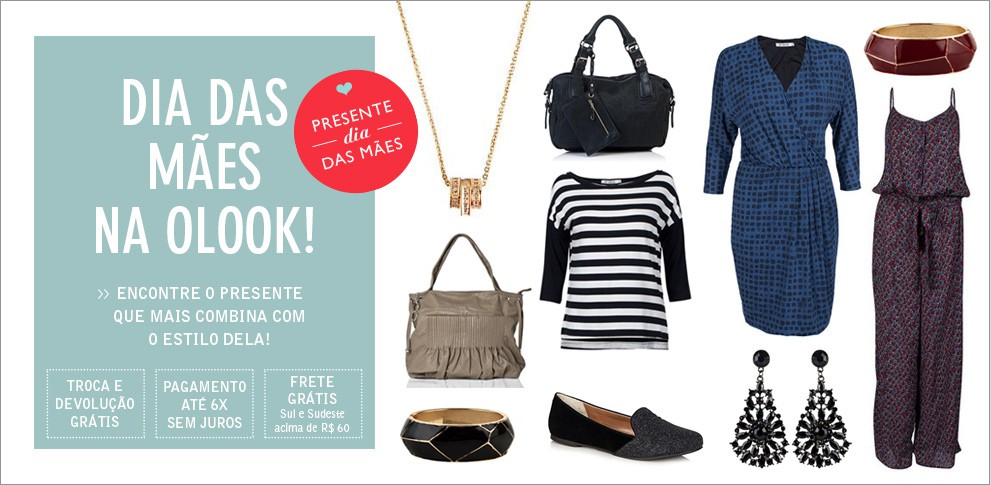 DIA DAS
MÃES
NA OLOOK!
PRESENTE
dia
DAS MÃES
›› ENCONTRE O PRESENTE
QUE MAIS COMBINA COM
O ESTILO DELA!
TROCA E
DEVOLUÇÃO
GRÁTIS
PAGAMENTO
ATÉ 6X
SEM JUROS
FRETE
GRÁTIS
Sul e Sudeste
acima de R$ 60